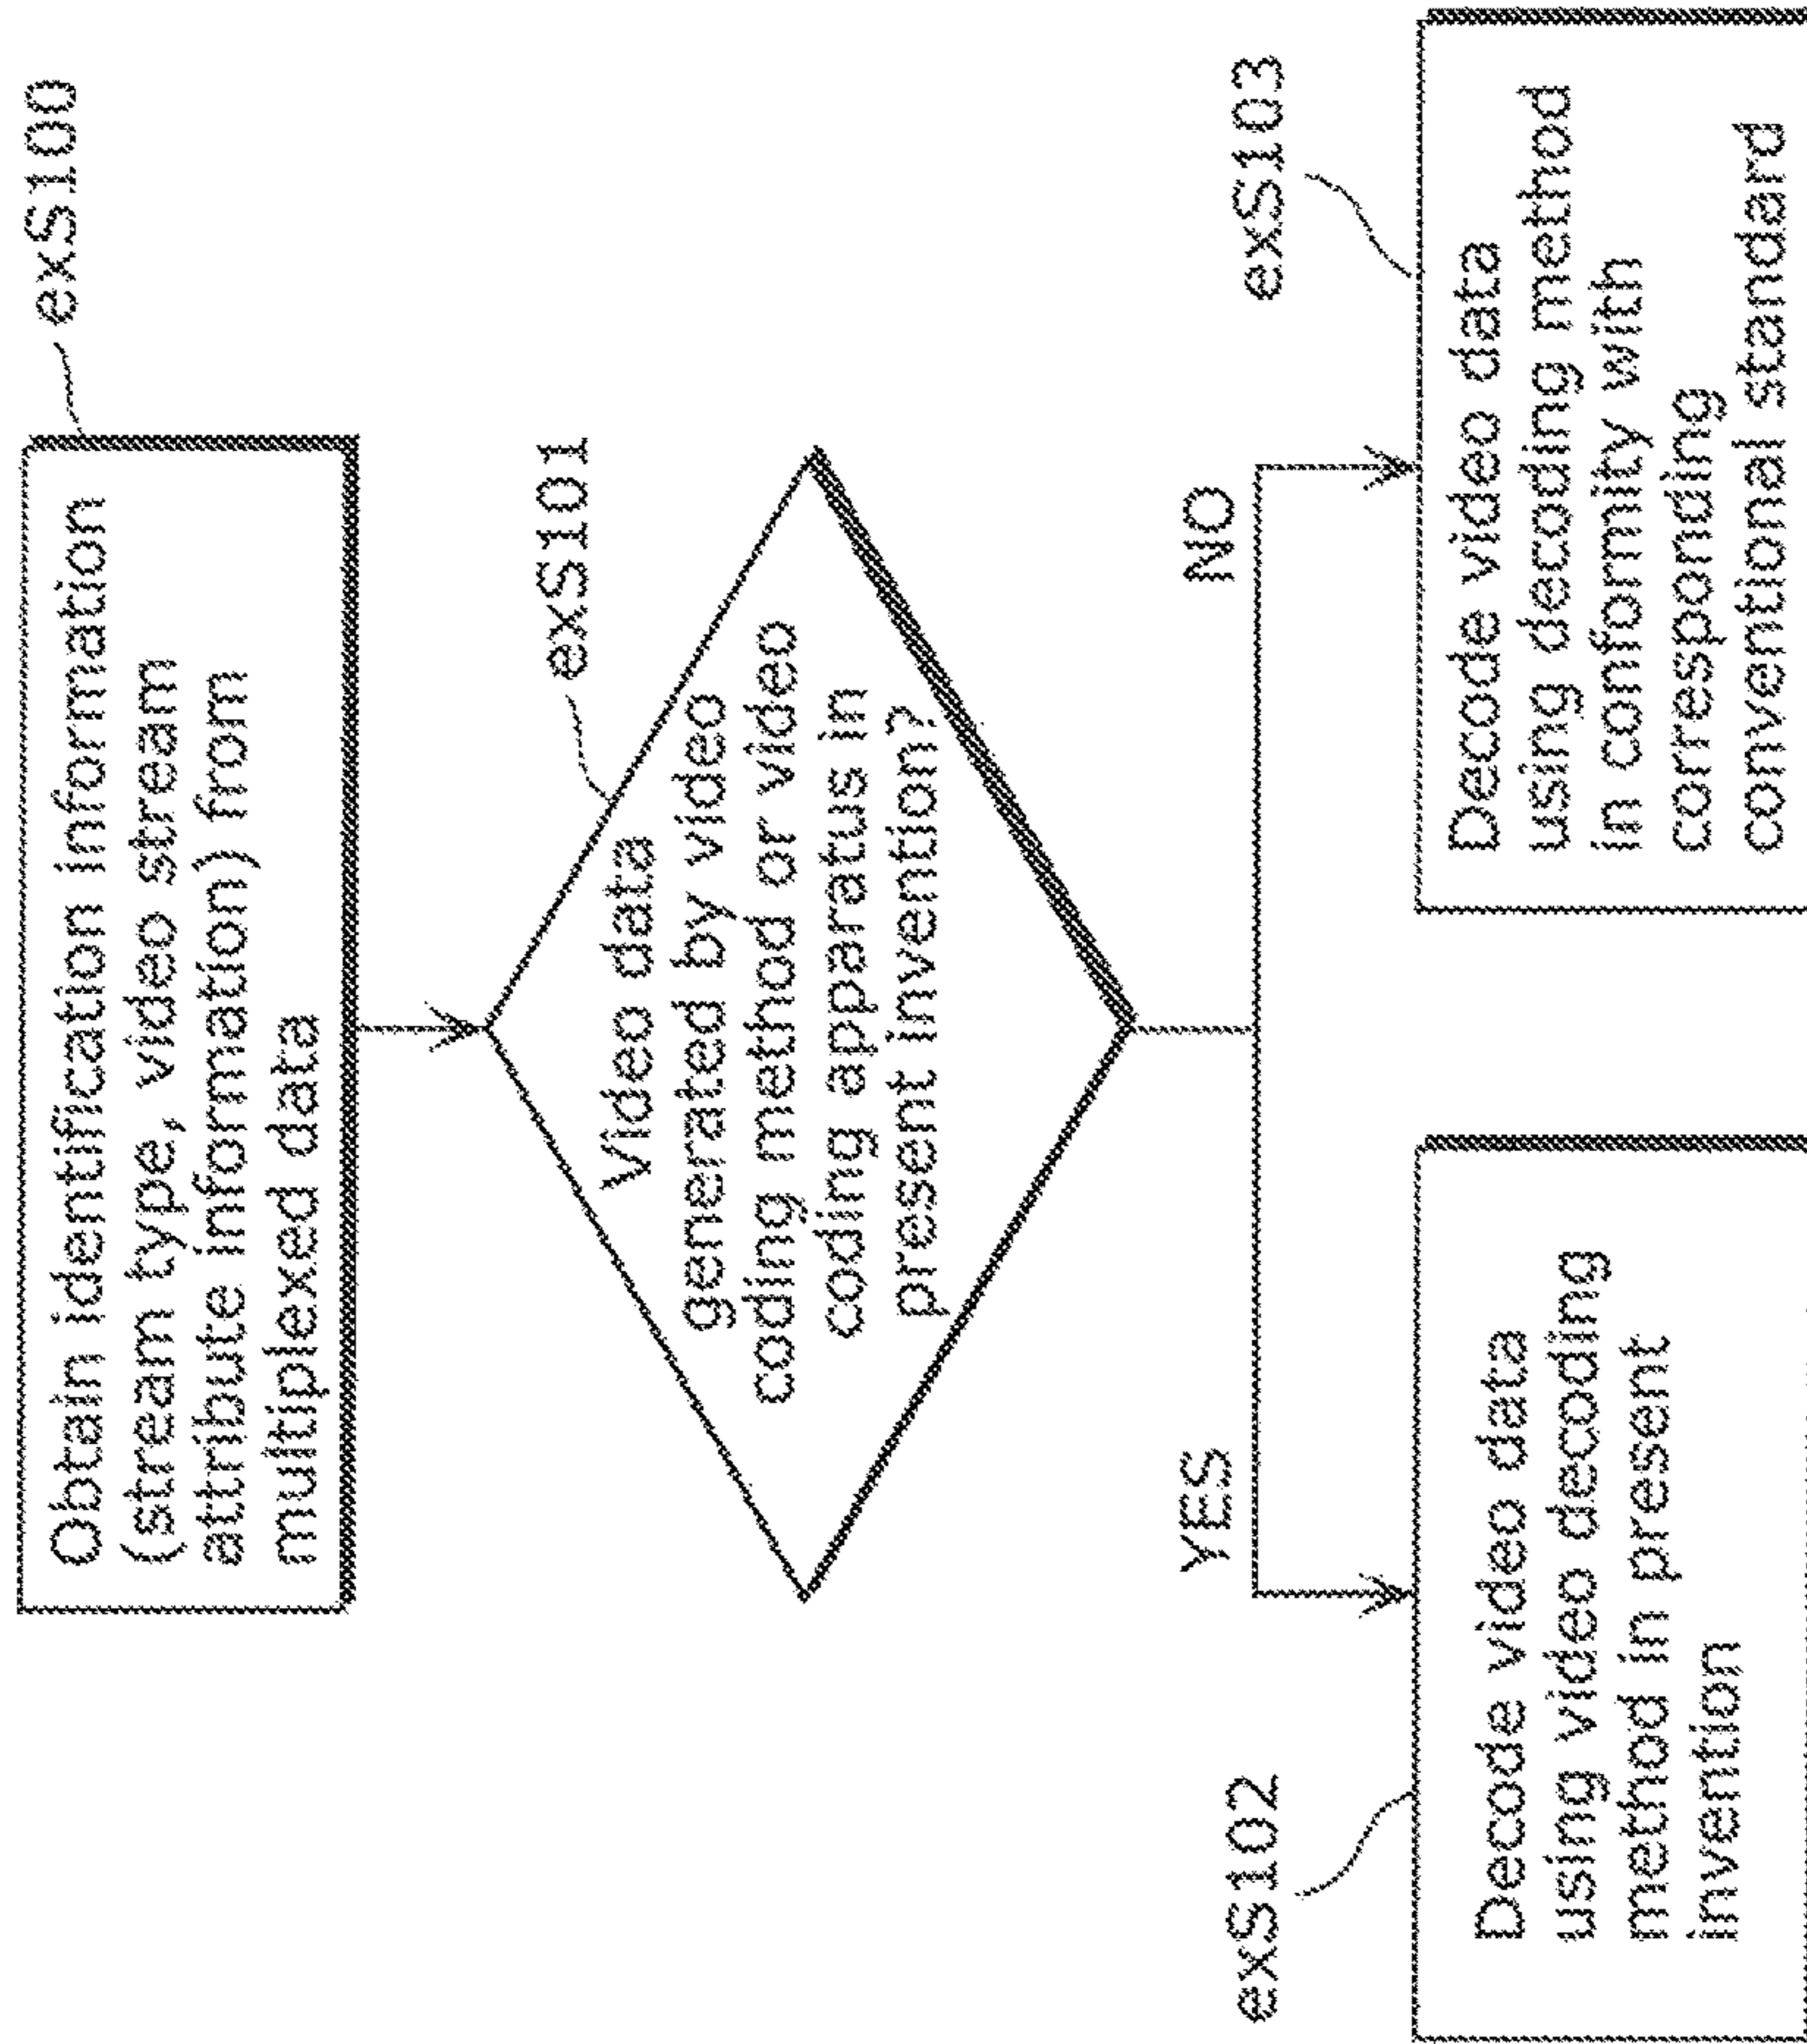 exS100
Obtain identification information
(stream type, video stream
attribute information) from
multiplexed data
exS101
Video data
generated by video
coding method or video
coding apparatus in
present invention?
YES
NO
exS102
Decode video data
using video decoding
method in present
invention
exS103
Decode video data
using decoding method
in conformity with
corresponding
conventional standard